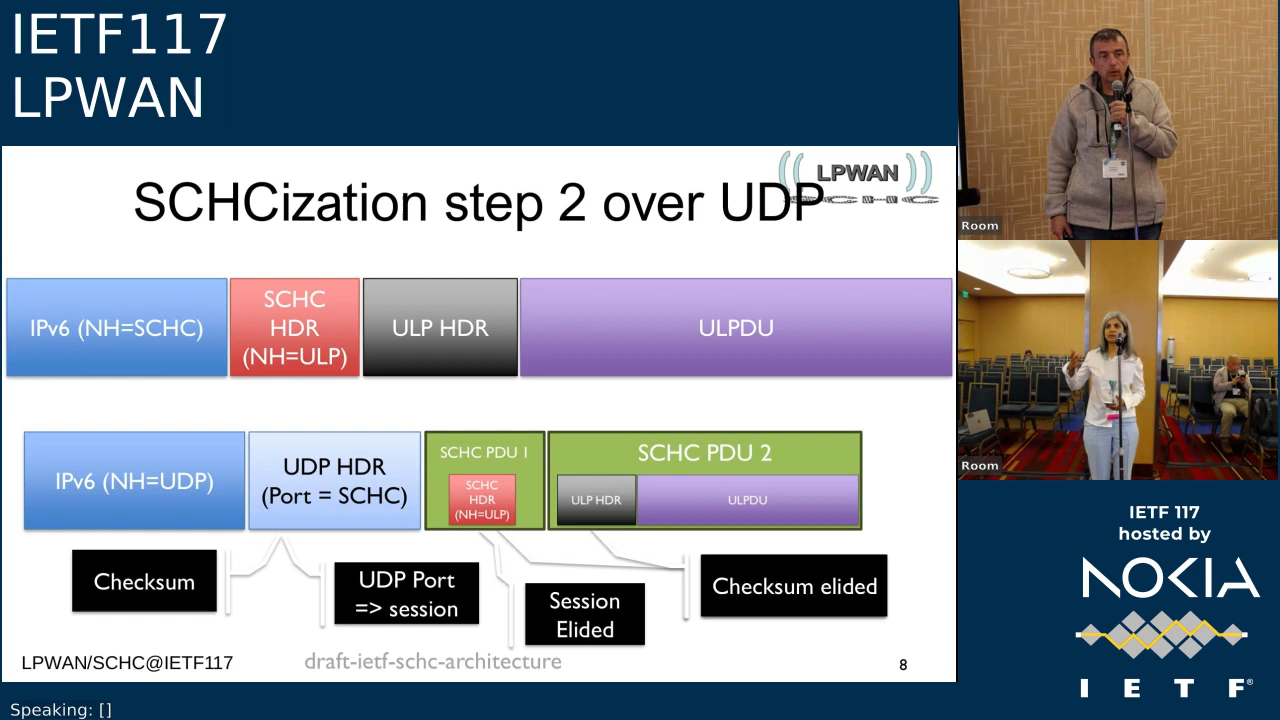 IETF117
LPWAN
LPWAN
SCHC
SCHCization step 2 over UDP
IPv6 (NH=SCHC)
SCHC
HDR
(NH=ULP)
ULP HDR
ULPDU
IPv6 (NH=UDP)
UDP HDR
(Port = SCHC)
SCHC PDU 1
SCHC
HDR
(NH=ULP)
SCHC PDU 2
ULP HDR
ULPDU
Checksum
UDP Port
=> session
Session
Elided
Checksum elided
LPWAN/SCHC@IETF117
draft-ietf-schc-architecture
8
Room
Room
IETF 117
hosted by
NOKIA
I E T F®
Speaking: []